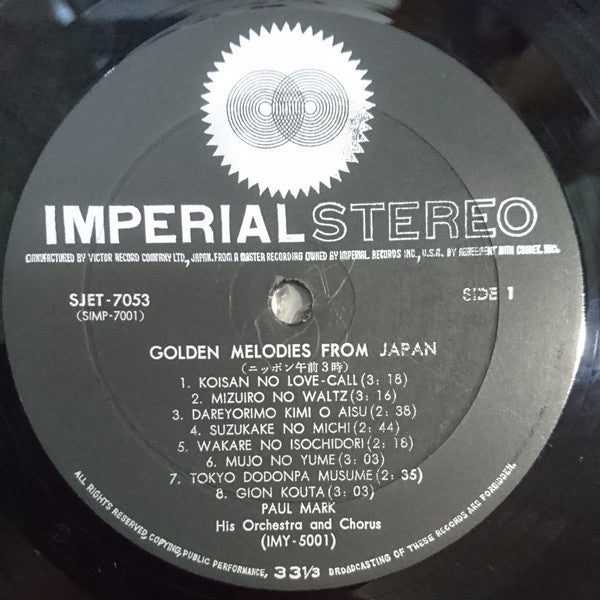 IMPERIAL STEREO
MANUFACTURED BY VICTOR RECORD COMPANY LTD., JAPAN. FROM A MASTER RECORDING OWNED BY IMPERIAL RECORDS INC., U.S.A., BY AGREEMENT WITH CONDEX, INC.
SJET-7053 SIDE 1
(SIMP-7001)
GOLDEN MELODIES FROM JAPAN
(ニッポン午前3時)
1. KOISAN NO LOVE-CALL(3: 18)
2. MIZUIRO NO WALTZ(3: 16)
3. DAREYORIMO KIMI O AISU(2: 38)
4. SUZUKAKE NO MICHI(2: 44)
5. WAKARE NO ISOCHIDORI(2: 18)
6. MUJO NO YUME(3: 03)
7. TOKYO DODONPA MUSUME(2: 35)
8. GION KOUTA(3: 03)
PAUL MARK
His Orchestra and Chorus
(IMY-5001)
ALL RIGHTS RESERVED, COPYING, PUBLIC PERFORMANCE, 33 1/3 BROADCASTING OF THESE RECORDS ARE FORBIDDEN.